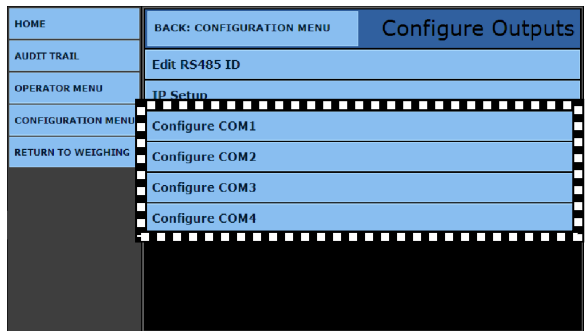 HOME
AUDIT TRAIL
OPERATOR MENU
CONFIGURATION MENU
RETURN TO WEIGHING
BACK: CONFIGURATION MENU
Configure Outputs
Edit RS485 ID
IP Setup
Configure COM1
Configure COM2
Configure COM3
Configure COM4